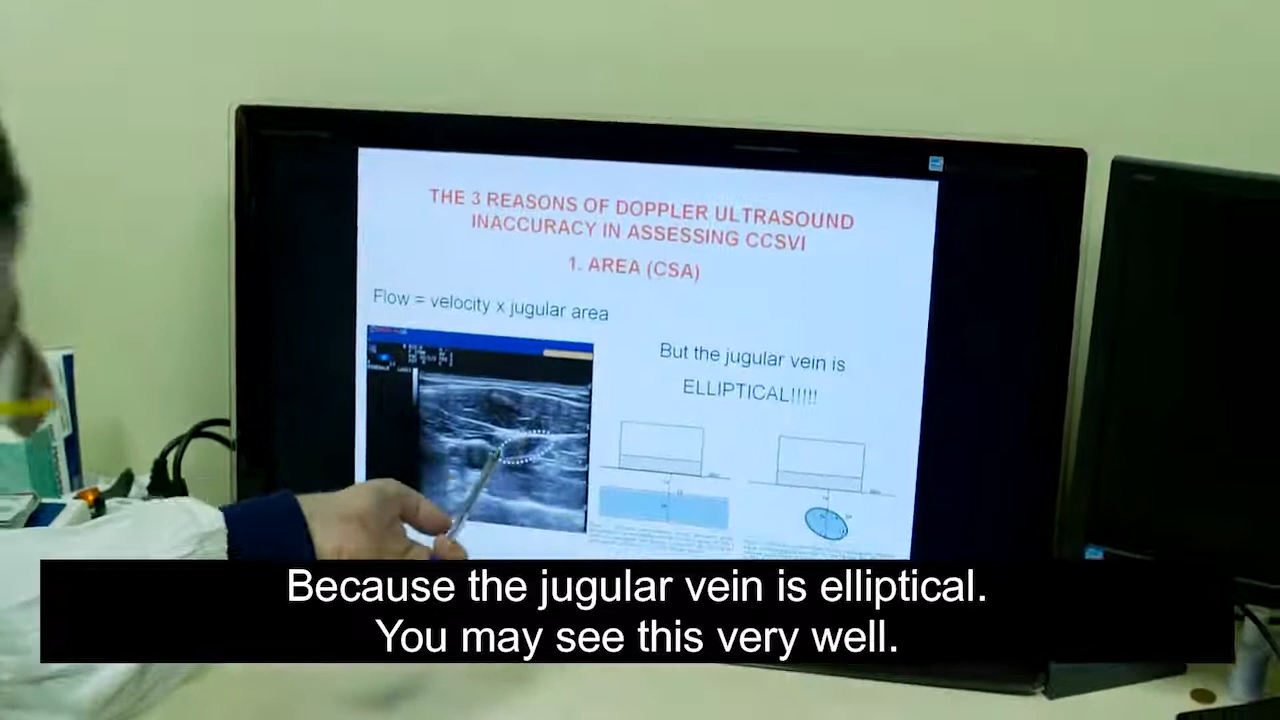 THE 3 REASONS OF DOPPLER ULTRASOUND
INACCURACY IN ASSESSING CCSVI
1. AREA (CSA)
Flow = velocity x jugular area
But the jugular vein is
ELLIPTICAL!!!!!
Because the jugular vein is elliptical.
You may see this very well.